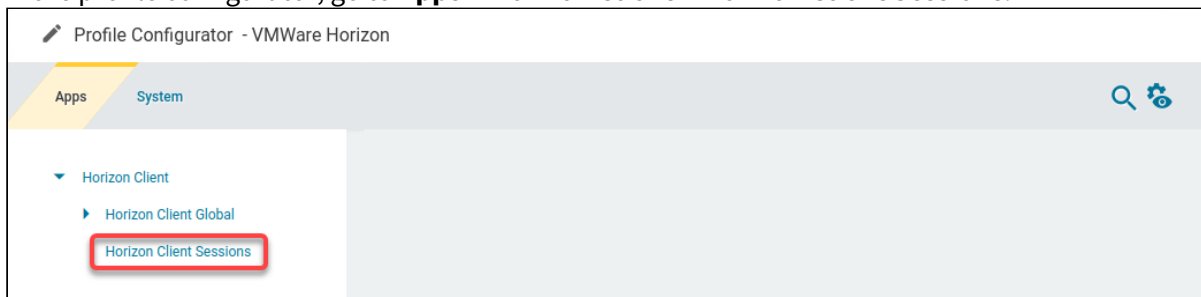 Profile Configurator - VMWare Horizon
Apps System
Horizon Client
Horizon Client Global
Horizon Client Sessions